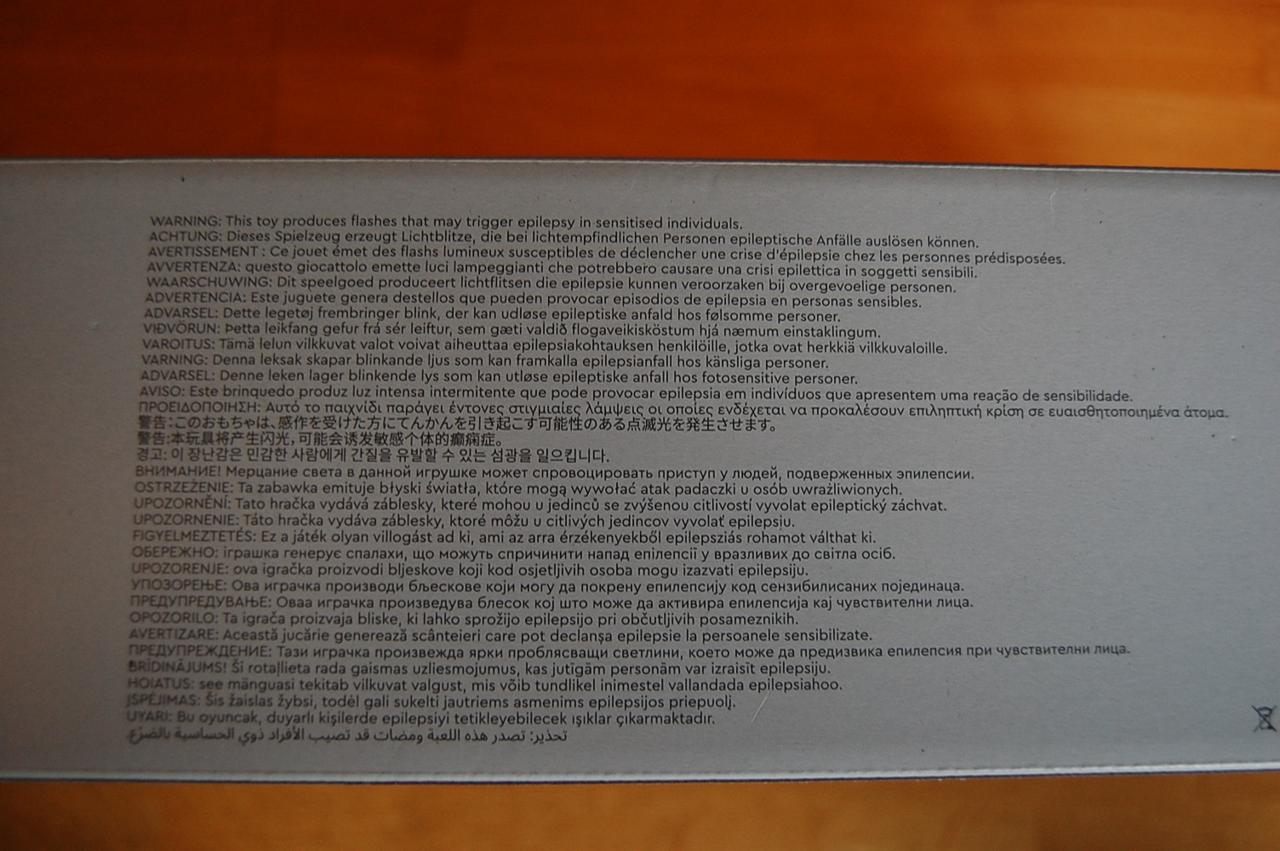 WARNING: This toy produces flashes that may trigger epilepsy in sensitised individuals.
ACHTUNG: Dieses Spielzeug erzeugt Lichtblitze, die bei lichtempfindlichen Personen epileptische Anfälle auslösen können.
AVERTISSEMENT : Ce jouet émet des flashs lumineux susceptibles de déclencher une crise d'épilepsie chez les personnes prédisposées.
AVVERTENZA: questo giocattolo emette luci lampeggianti che potrebbero causare una crisi epilettica in soggetti sensibili.
WAARSCHUWING: Dit speelgoed produceert lichtflitsen die epilepsie kunnen veroorzaken bij overgevoelige personen.
ADVERTENCIA: Este juguete genera destellos que pueden provocar episodios de epilepsia en personas sensibles.
ADVARSEL: Dette legetøj frembringer blink, der kan udløse epileptiske anfald hos følsomme personer.
VIÐVÖRUN: Þetta leikfang gefur frá sér leiftur, sem gæti valdið flogaveikisköstum hjá næmum einstaklingum.
VAROITUS: Tämä lelun vilkkuvat valot voivat aiheuttaa epilepsiakohtauksen henkilöille, jotka ovat herkkiä vilkkuvaloille.
VARNING: Denna leksak skapar blinkande ljus som kan framkalla epilepsianfall hos känsliga personer.
ADVARSEL: Denne leken lager blinkende lys som kan utløse epileptiske anfall hos fotosensitive personer.
AVISO: Este brinquedo produz luz intensa intermitente que pode provocar epilepsia em indivíduos que apresentem uma reação de sensibilidade.
ΠΡΟΕΙΔΟΠΟΙΗΣΗ: Αυτό το παιχνίδι παράγει έντονες στιγμιαίες λάμψεις οι οποίες ενδέχεται να προκαλέσουν επιληπτική κρίση σε ευαισθητοποιημένα άτομα.
警告：このおもちゃは、感作を受けた方にてんかんを引き起こす可能性のある点滅光を発生させます。
警告:本玩具将产生闪光，可能会诱发敏感个体的癫痫症。
경고: 이 장난감은 민감한 사람에게 간질을 유발할 수 있는 섬광을 일으킵니다.
ВНИМАНИЕ! Мерцание света в данной игрушке может спровоцировать приступ у людей, подверженных эпилепсии.
OSTRZEŻENIE: Ta zabawka emituje błyski światła, które mogą wywołać atak padaczki u osób uwrażliwionych.
UPOZORNĚNÍ: Tato hračka vydává záblesky, které mohou u jedinců se zvýšenou citlivostí vyvolat epileptický záchvat.
UPOZORNENIE: Táto hračka vydáva záblesky, ktoré môžu u citlivých jedincov vyvolať epilepsiu.
FIGYELMEZTETÉS: Ez a játék olyan villogást ad ki, ami az arra érzékenyekből epilepsziás rohamot válthat ki.
ОБЕРЕЖНО: іграшка генерує спалахи, що можуть спричинити напад епілепсії у вразливих до світла осіб.
UPOZORENJE: ova igračka proizvodi bljeskove koji kod osjetljivih osoba mogu izazvati epilepsiju.
УПОЗОРЕЊЕ: Ова играчка производи бљескове који могу да покрену епилепсију код сензибилисаних појединаца.
ПРЕДУПРЕДУВАЊЕ: Оваа играчка произведува блесок кој што може да активира епилепсија кај чувствителни лица.
OPOZORILO: Ta igrača proizvaja bliske, ki lahko sprožijo epilepsijo pri občutljivih posameznikih.
AVERTIZARE: Această jucărie generează scânteieri care pot declanșa epilepsie la persoanele sensibilizate.
ПРЕДУПРЕЖДЕНИЕ: Тази играчка произвежда ярки проблясващи светлини, което може да предизвика епилепсия при чувствителни лица.
BRĪDINĀJUMS! Šī rotaļlieta rada gaismas uzliesmojumus, kas jutīgām personām var izraisīt epilepsiju.
HOIATUS: see mänguasi tekitab vilkuvat valgust, mis võib tundlikel inimestel vallandada epilepsiahoo.
ĮSPĖJIMAS: Šis žaislas žybsi, todėl gali sukelti jautriems asmenims epilepsijos priepuolį.
UYARI: Bu oyuncak, duyarlı kişilerde epilepsiyi tetikleyebilecek ışıklar çıkarmaktadır.
تحذير: تصدر هذه اللعبة ومضات قد تصيب الأفراد ذوي الحساسية بالصَّرْع.